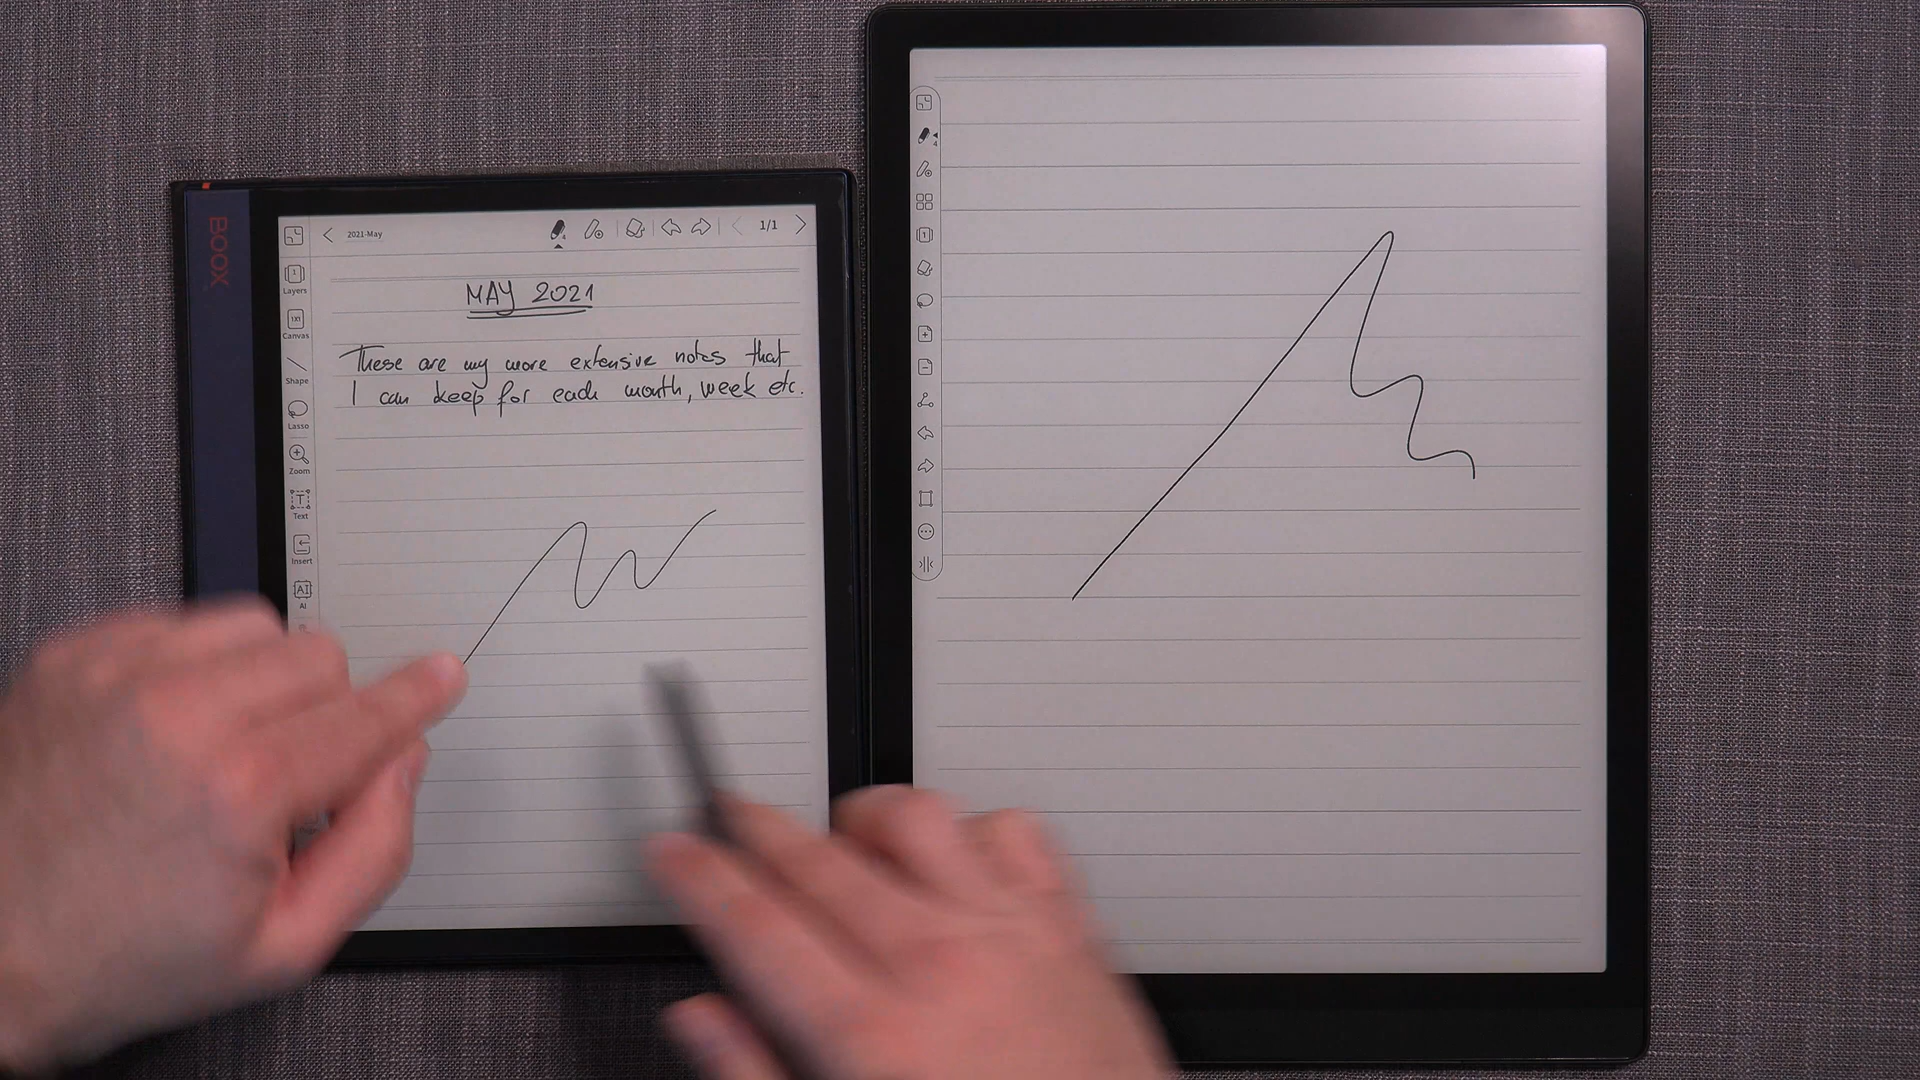 BOOX
2021-May
1/1
Layers
Canvas
Shape
Lasso
Zoom
Text
Insert
AI
AI
MAY 2021
These are my more extensive notes that
I can keep for each month, week etc.